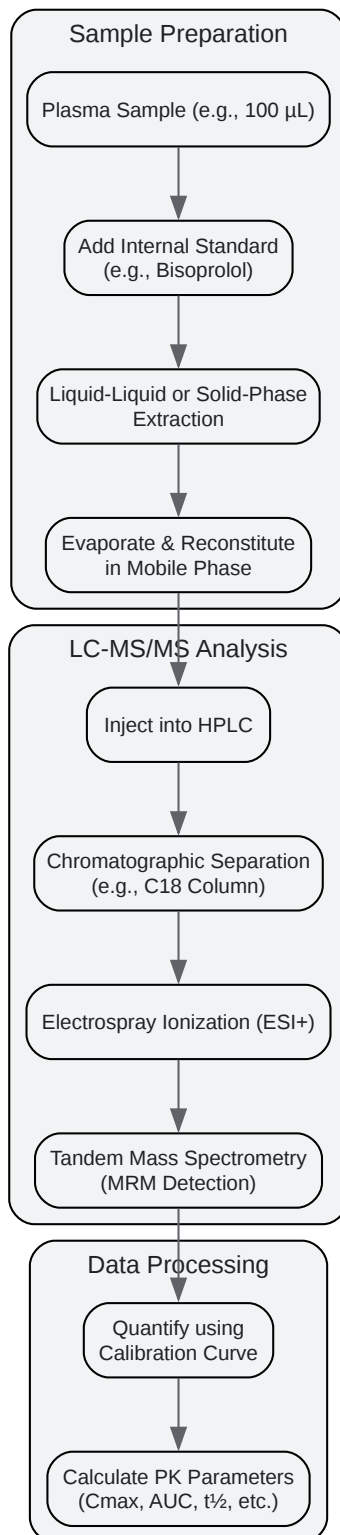 Sample Preparation
Plasma Sample (e.g., 100 µL)
Add Internal Standard
(e.g., Bisoprolol)
Liquid-Liquid or Solid-Phase
Extraction
Evaporate & Reconstitute
in Mobile Phase
LC-MS/MS Analysis
Inject into HPLC
Chromatographic Separation
(e.g., C18 Column)
Electrospray Ionization (ESI+)
Tandem Mass Spectrometry
(MRM Detection)
Data Processing
Quantify using
Calibration Curve
Calculate PK Parameters
(Cmax, AUC, t½, etc.)